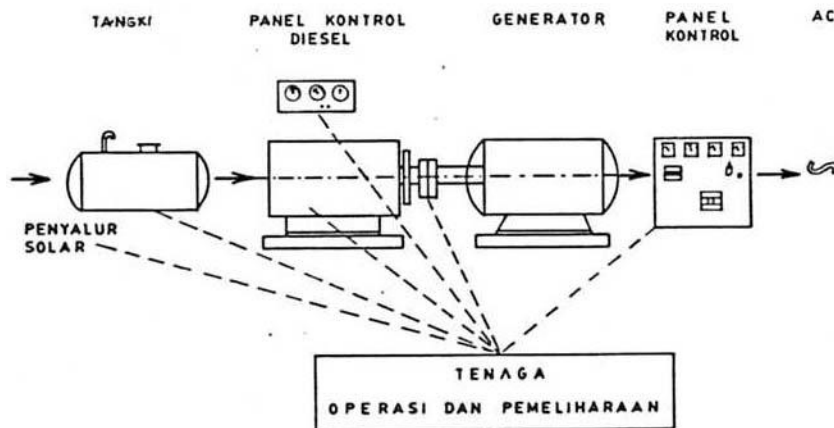 TANGKI
PANEL KONTROL
DIESEL
GENERATOR
PANEL
KONTROL
AC
PENYALUR
SOLAR
TENAGA
OPERASI DAN PEMELIHARAAN